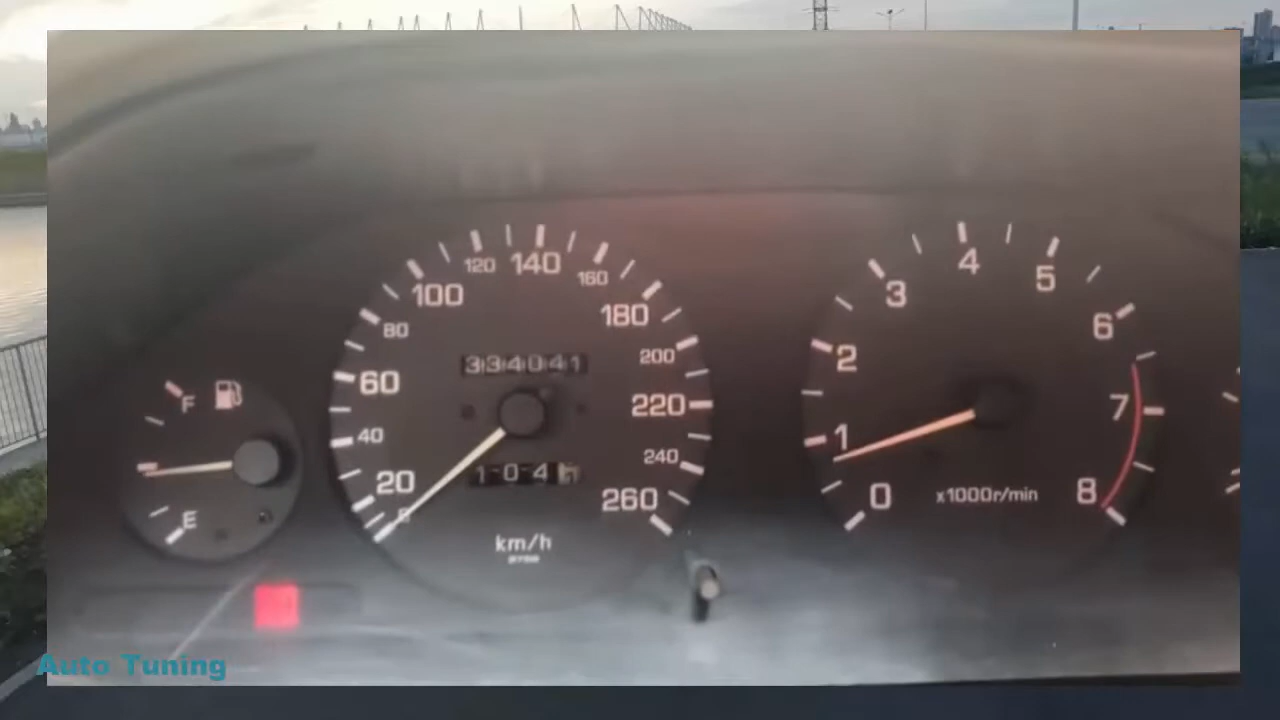 120 140 160
100 180
80 200
60 220
40 240
20 260
0
334041
104
km/h
F
E
0 1 2 3 4 5 6 7 8
x1000r/min
Auto Tuning